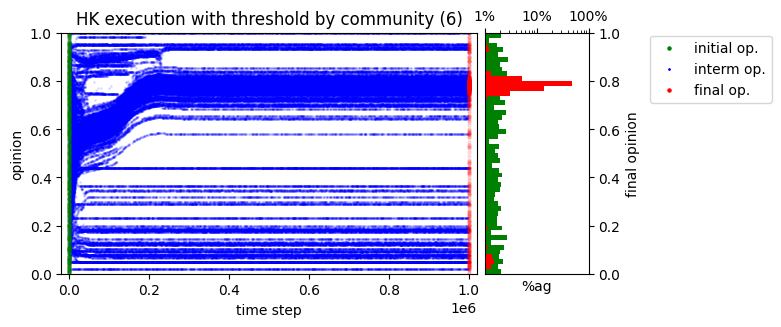 HK execution with threshold by community (6)
1% 10% 100%
initial op.
interm op.
final op.
1.0 1.0
0.8 0.8
0.6 0.6
0.4 0.4
0.2 0.2
0.0 0.0
opinion
final opinion
0.0 0.2 0.4 0.6 0.8 1.0
1e6
time step
%ag